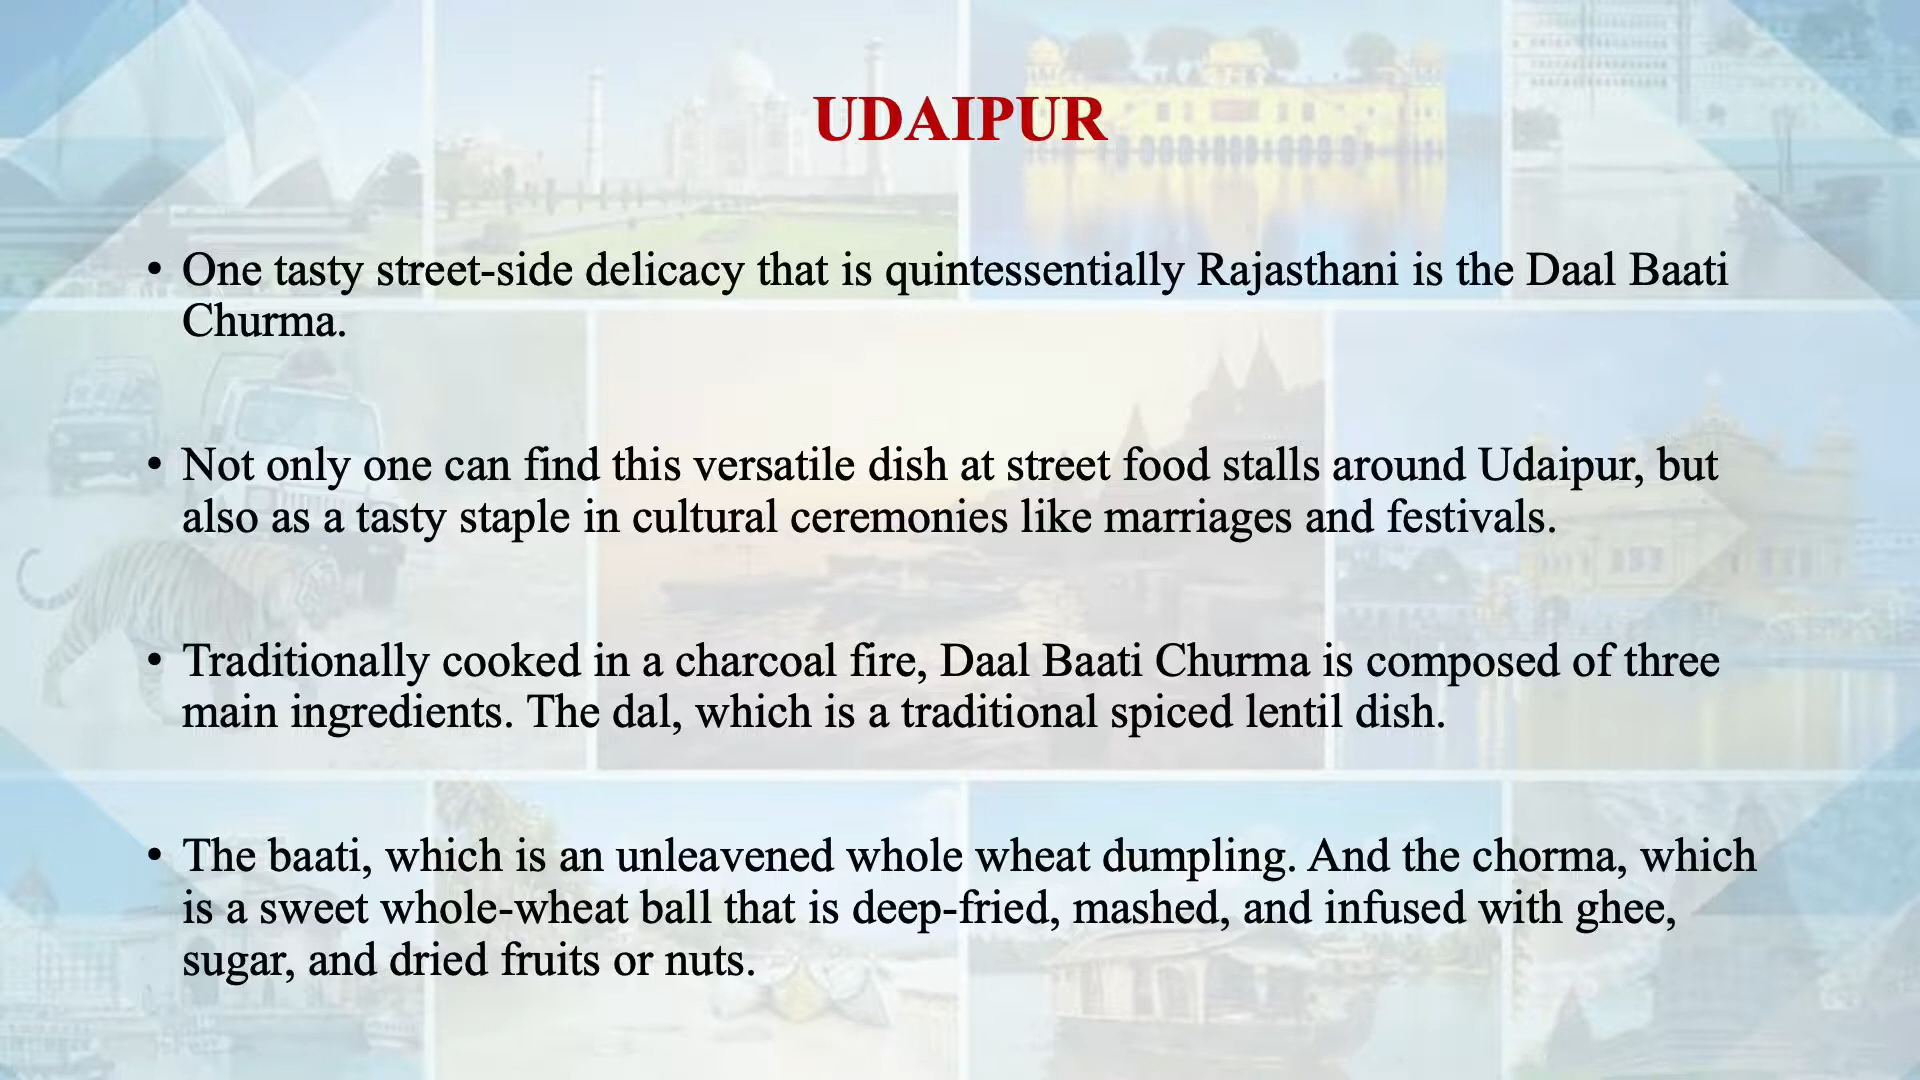 UDAIPUR
• One tasty street-side delicacy that is quintessentially Rajasthani is the Daal Baati
Churma.
• Not only one can find this versatile dish at street food stalls around Udaipur, but
also as a tasty staple in cultural ceremonies like marriages and festivals.
• Traditionally cooked in a charcoal fire, Daal Baati Churma is composed of three
main ingredients. The dal, which is a traditional spiced lentil dish.
• The baati, which is an unleavened whole wheat dumpling. And the chorma, which
is a sweet whole-wheat ball that is deep-fried, mashed, and infused with ghee,
sugar, and dried fruits or nuts.